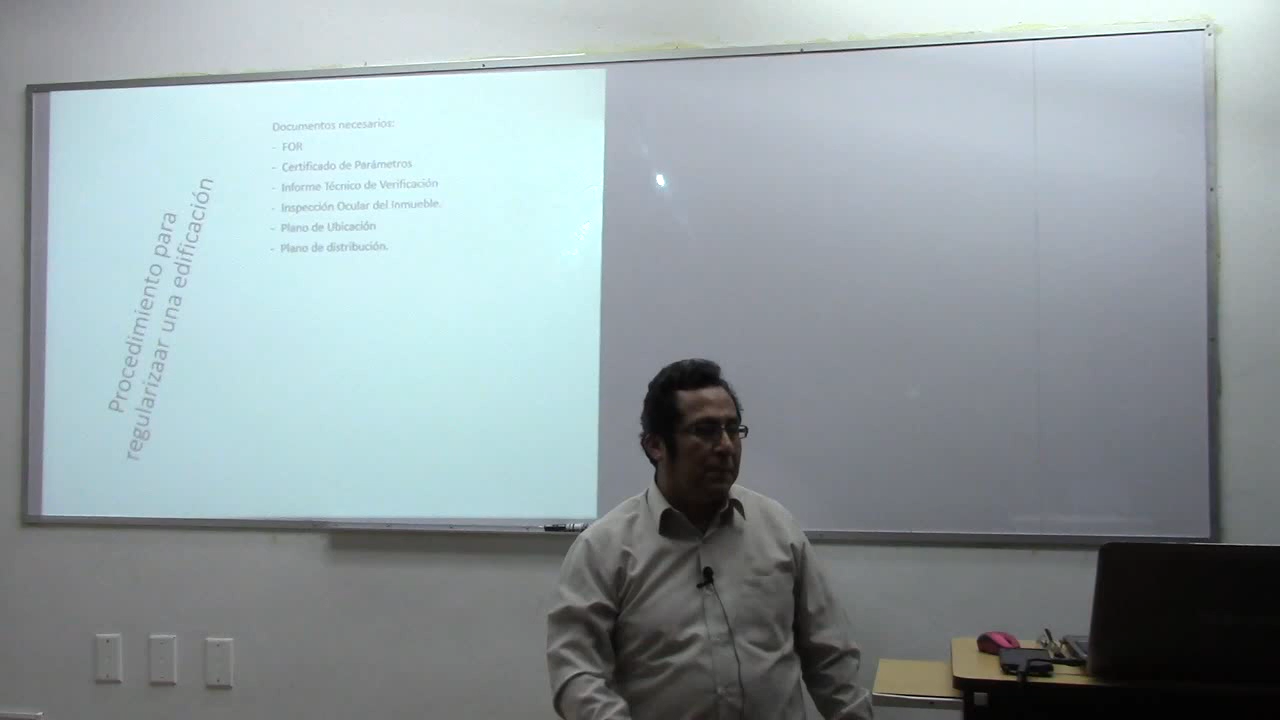 Procedimiento para
regularizaar una edificación
Documentos necesarios:
- FOR
- Certificado de Parámetros
- Informe Técnico de Verificación
- Inspección Ocular del Inmueble.
- Plano de Ubicación
- Plano de distribución.